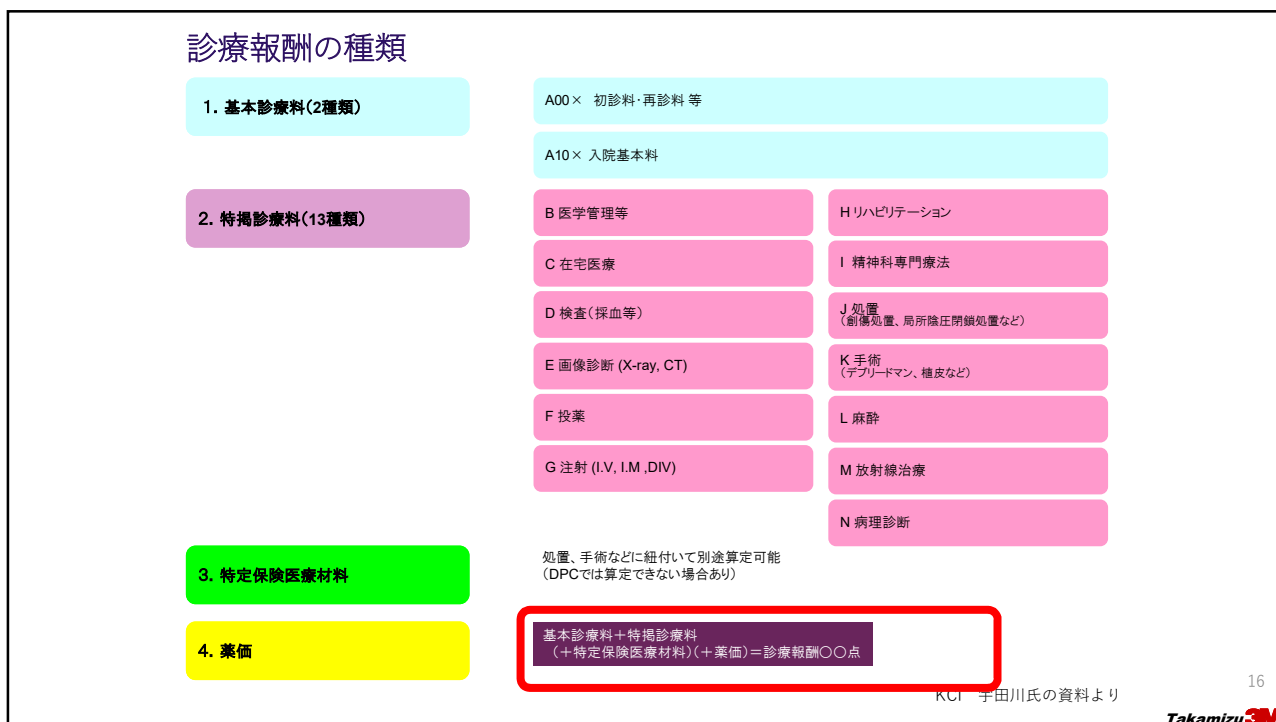 診療報酬の種類
1. 基本診療料(2種類)
A00× 初診料･再診料 等
A10× 入院基本料
2. 特掲診療料(13種類)
B 医学管理等
C 在宅医療
D 検査(採血等)
E 画像診断 (X-ray, CT)
F 投薬
G 注射 (I.V, I.M ,DIV)
H リハビリテーション
I 精神科専門療法
J 処置
(創傷処置、局所陰圧閉鎖処置など)
K 手術
(デブリードマン、植皮など)
L 麻酔
M 放射線治療
N 病理診断
3. 特定保険医療材料
処置、手術などに紐付いて別途算定可能
(DPCでは算定できない場合あり)
4. 薬価
基本診療料+特掲診療料
(+特定保険医療材料)(+薬価)=診療報酬○○点
KCI 宇田川氏の資料より
16
Takamizu 3M